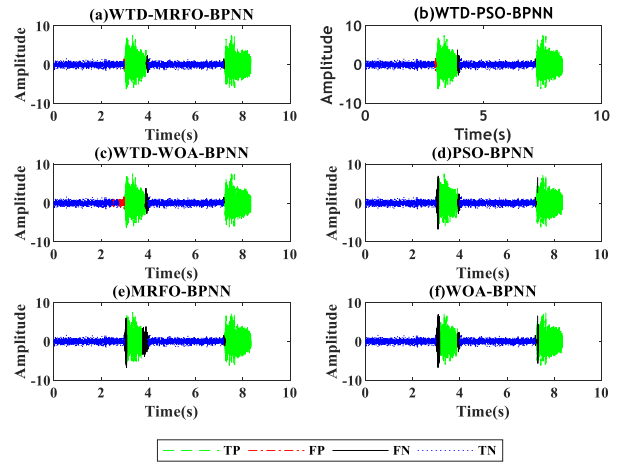 (a)WTD-MRFO-BPNN
(b)WTD-PSO-BPNN
Amplitude
10
0
-10
0 2 4 6 8 10
Time(s)
Amplitude
10
0
-10
0 5 10
Time(s)
(c)WTD-WOA-BPNN
(d)PSO-BPNN
Amplitude
10
0
-10
0 2 4 6 8 10
Time(s)
Amplitude
10
0
-10
0 2 4 6 8 10
Time(s)
(e)MRFO-BPNN
(f)WOA-BPNN
Amplitude
10
0
-10
0 2 4 6 8 10
Time(s)
Amplitude
10
0
-10
0 2 4 6 8 10
Time(s)
TP FP FN TN